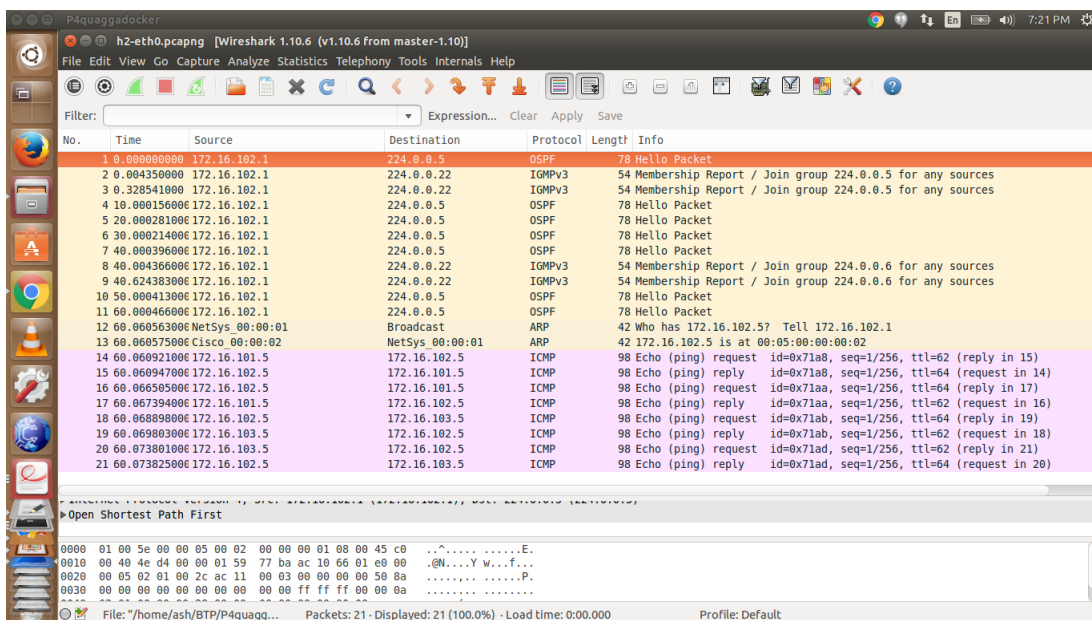 P4quaggadocker
En
7:21 PM
h2-eth0.pcapng [Wireshark 1.10.6 (v1.10.6 from master-1.10)]
File Edit View Go Capture Analyze Statistics Telephony Tools Internals Help
Filter: Expression... Clear Apply Save
No. Time Source Destination Protocol Length Info
1 0.000000000 172.16.102.1 224.0.0.5 OSPF 78 Hello Packet
2 0.004350000 172.16.102.1 224.0.0.22 IGMPv3 54 Membership Report / Join group 224.0.0.5 for any sources
3 0.328541000 172.16.102.1 224.0.0.22 IGMPv3 54 Membership Report / Join group 224.0.0.5 for any sources
4 10.000156000 172.16.102.1 224.0.0.5 OSPF 78 Hello Packet
5 20.000281000 172.16.102.1 224.0.0.5 OSPF 78 Hello Packet
6 30.000214000 172.16.102.1 224.0.0.5 OSPF 78 Hello Packet
7 40.000396000 172.16.102.1 224.0.0.5 OSPF 78 Hello Packet
8 40.004366000 172.16.102.1 224.0.0.22 IGMPv3 54 Membership Report / Join group 224.0.0.6 for any sources
9 40.624383000 172.16.102.1 224.0.0.22 IGMPv3 54 Membership Report / Join group 224.0.0.6 for any sources
10 50.000413000 172.16.102.1 224.0.0.5 OSPF 78 Hello Packet
11 60.000466000 172.16.102.1 224.0.0.5 OSPF 78 Hello Packet
12 60.060563000 NetSys_00:00:01 Broadcast ARP 42 Who has 172.16.102.5? Tell 172.16.102.1
13 60.060575000 Cisco_00:00:02 NetSys_00:00:01 ARP 42 172.16.102.5 is at 00:05:00:00:00:02
14 60.060921000 172.16.101.5 172.16.102.5 ICMP 98 Echo (ping) request id=0x71a8, seq=1/256, ttl=62 (reply in 15)
15 60.060947000 172.16.102.5 172.16.101.5 ICMP 98 Echo (ping) reply id=0x71a8, seq=1/256, ttl=64 (request in 14)
16 60.066505000 172.16.102.5 172.16.101.5 ICMP 98 Echo (ping) request id=0x71aa, seq=1/256, ttl=64 (reply in 17)
17 60.067394000 172.16.101.5 172.16.102.5 ICMP 98 Echo (ping) reply id=0x71aa, seq=1/256, ttl=62 (request in 16)
18 60.068898000 172.16.102.5 172.16.103.5 ICMP 98 Echo (ping) request id=0x71ab, seq=1/256, ttl=64 (reply in 19)
19 60.069803000 172.16.103.5 172.16.102.5 ICMP 98 Echo (ping) reply id=0x71ab, seq=1/256, ttl=62 (request in 18)
20 60.073801000 172.16.103.5 172.16.102.5 ICMP 98 Echo (ping) request id=0x71ad, seq=1/256, ttl=62 (reply in 21)
21 60.073825000 172.16.102.5 172.16.103.5 ICMP 98 Echo (ping) reply id=0x71ad, seq=1/256, ttl=64 (request in 20)
Open Shortest Path First
0000 01 00 5e 00 00 05 00 02 00 00 00 01 08 00 45 c0 ..^..... ......E.
0010 00 40 4e d4 00 00 01 59 77 ba ac 10 66 01 e0 00 .@N....Y w...f...
0020 00 05 02 01 00 2c ac 11 00 03 00 00 00 00 50 8a .....,.. ......P.
0030 00 00 00 00 00 00 00 00 00 00 ff ff ff 00 00 0a ........ ........
File: "/home/ash/BTP/P4quagg... Packets: 21 · Displayed: 21 (100.0%) · Load time: 0:00.000 Profile: Default